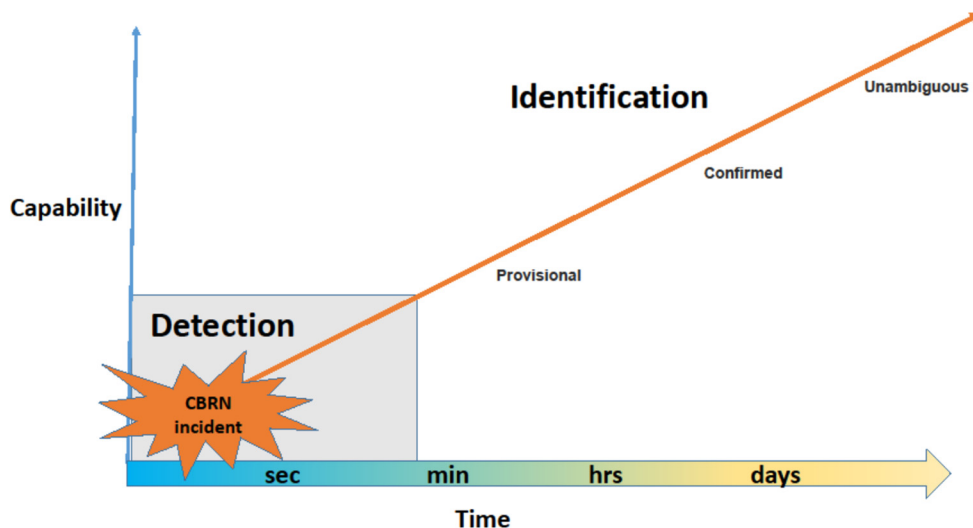 Identification
Unambiguous
Confirmed
Capability
Provisional
Detection
CBRN
incident
sec min hrs days
Time